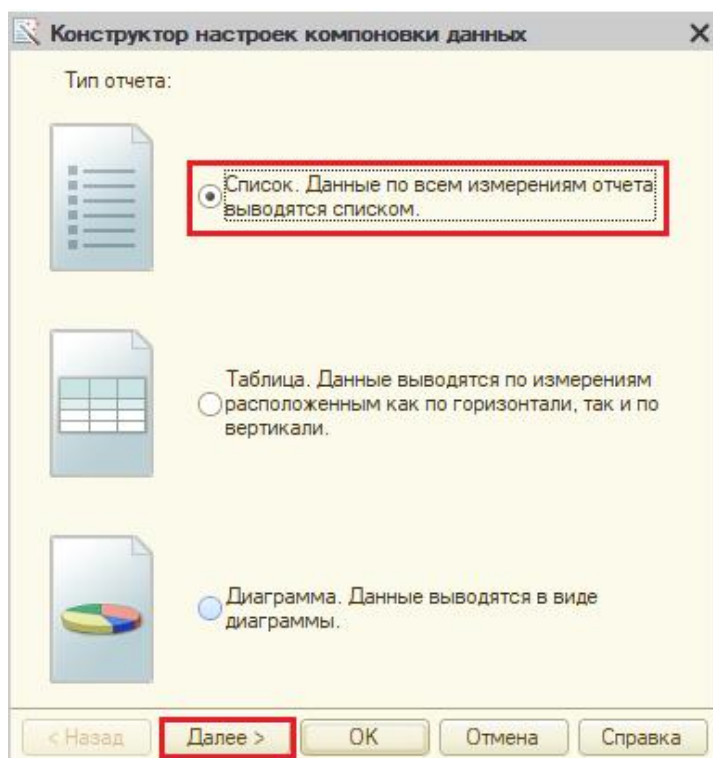 Конструктор настроек компоновки данных
Тип отчета:
Список. Данные по всем измерениям отчета
выводятся списком.
Таблица. Данные выводятся по измерениям
расположенным как по горизонтали, так и по
вертикали.
Диаграмма. Данные выводятся в виде
диаграммы.
< Назад Далее > OK Отмена Справка